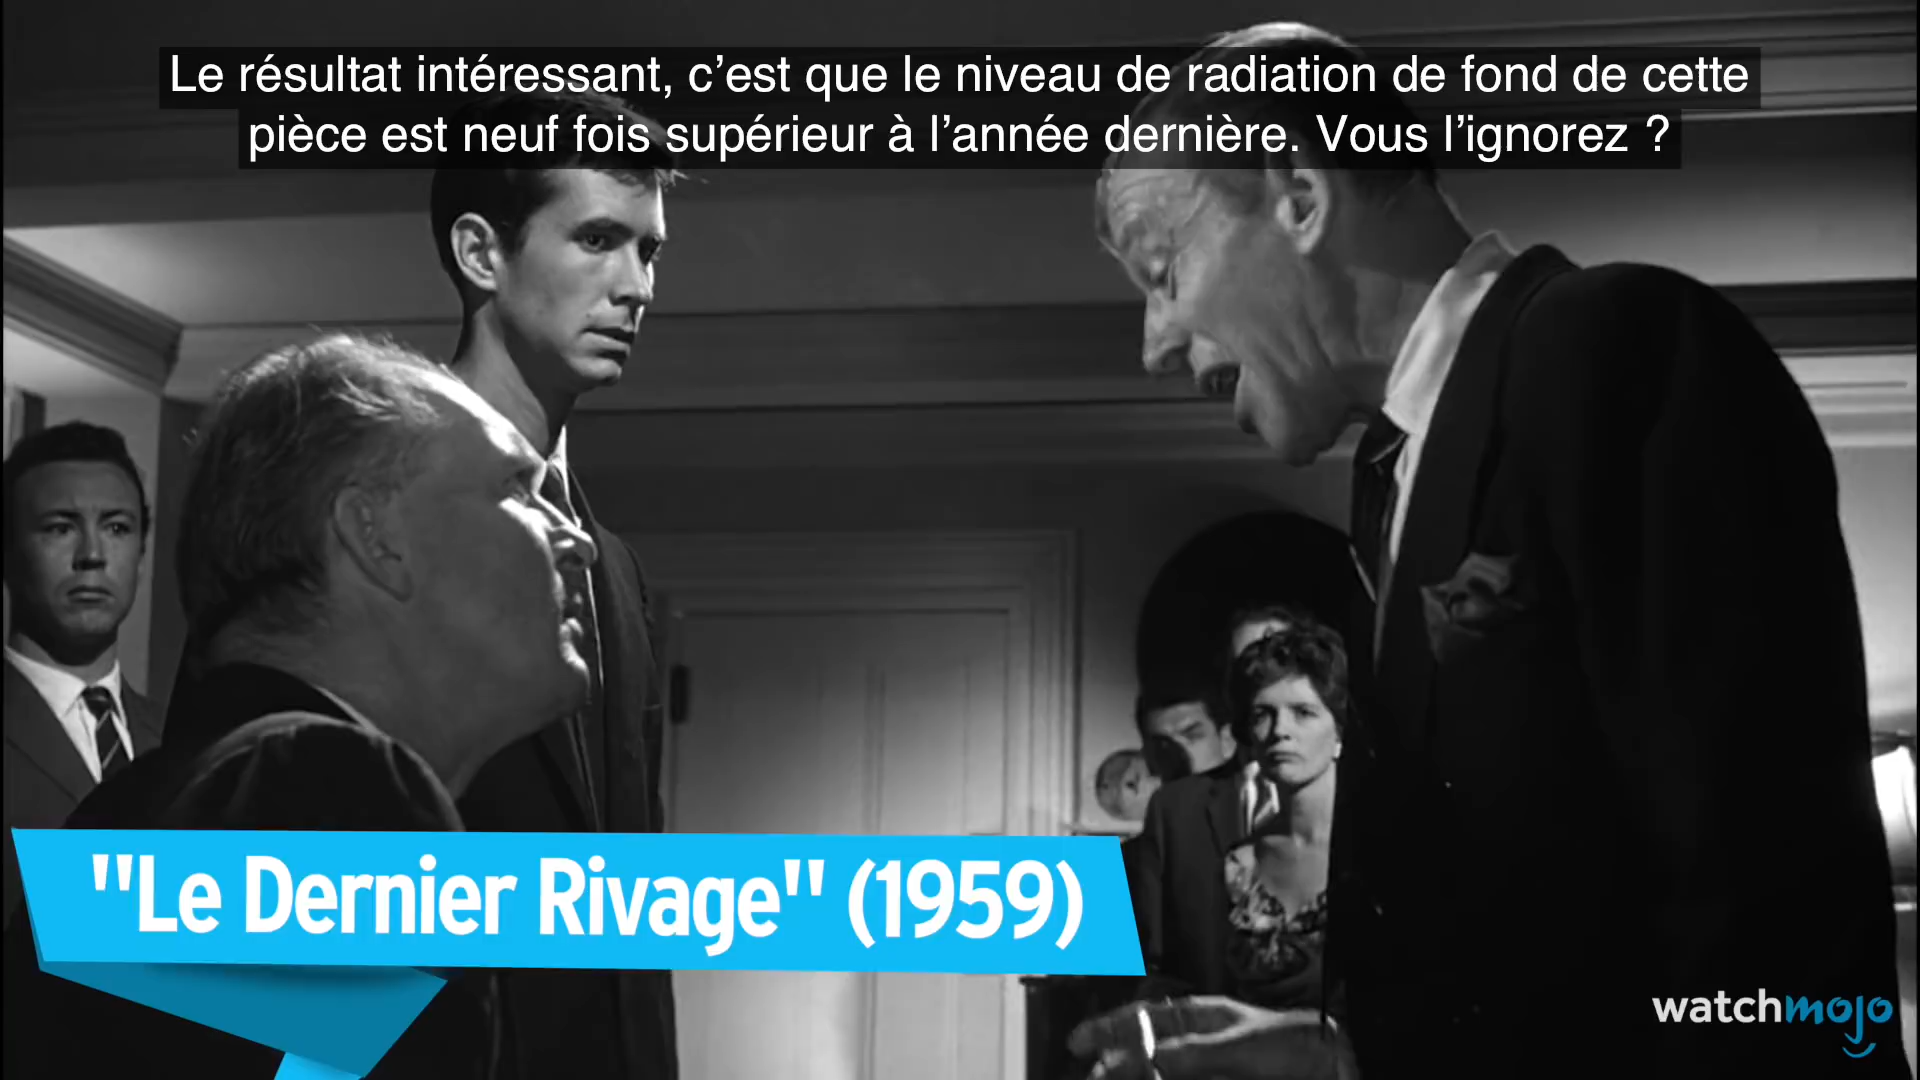 Le résultat intéressant, c’est que le niveau de radiation de fond de cette
pièce est neuf fois supérieur à l’année dernière. Vous l’ignorez ?
"Le Dernier Rivage" (1959)
watchmojo